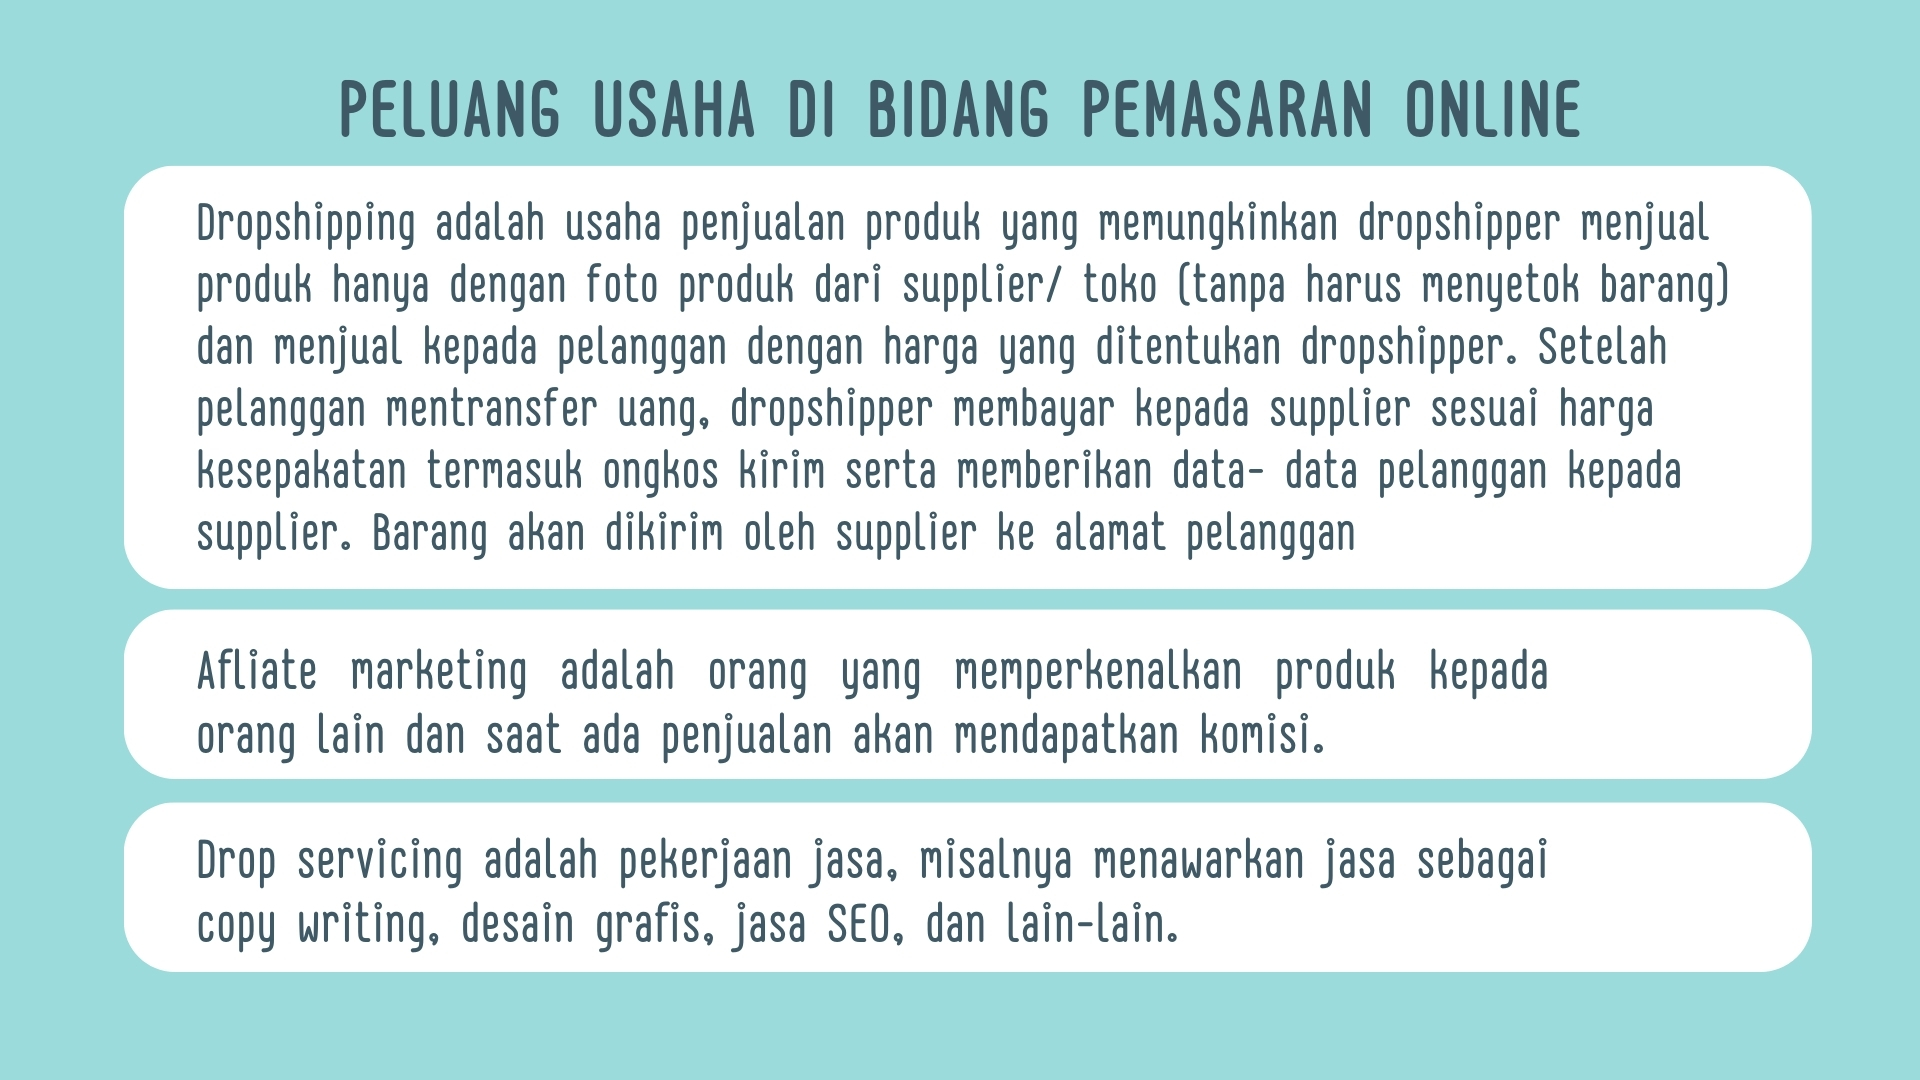 PELUANG USAHA DI BIDANG PEMASARAN ONLINE
Dropshipping adalah usaha penjualan produk yang memungkinkan dropshipper menjual
produk hanya dengan foto produk dari supplier/ toko (tanpa harus menyetok barang)
dan menjual kepada pelanggan dengan harga yang ditentukan dropshipper. Setelah
pelanggan mentransfer uang, dropshipper membayar kepada supplier sesuai harga
kesepakatan termasuk ongkos kirim serta memberikan data- data pelanggan kepada
supplier. Barang akan dikirim oleh supplier ke alamat pelanggan
Afliate marketing adalah orang yang memperkenalkan produk kepada
orang lain dan saat ada penjualan akan mendapatkan komisi.
Drop servicing adalah pekerjaan jasa, misalnya menawarkan jasa sebagai
copy writing, desain grafis, jasa SEO, dan lain-lain.